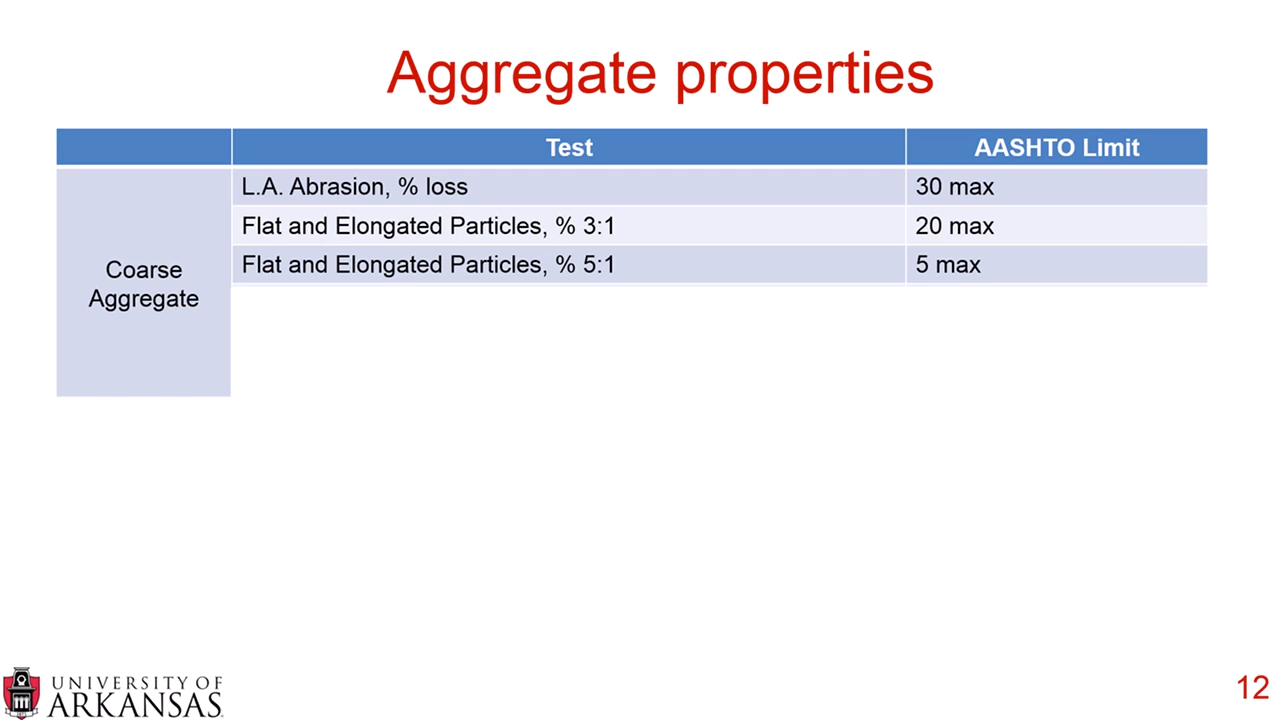 Aggregate properties
Test AASHTO Limit
L.A. Abrasion, % loss 30 max
Flat and Elongated Particles, % 3:1 20 max
Flat and Elongated Particles, % 5:1 5 max
Coarse
Aggregate
UNIVERSITY OF
ARKANSAS
12